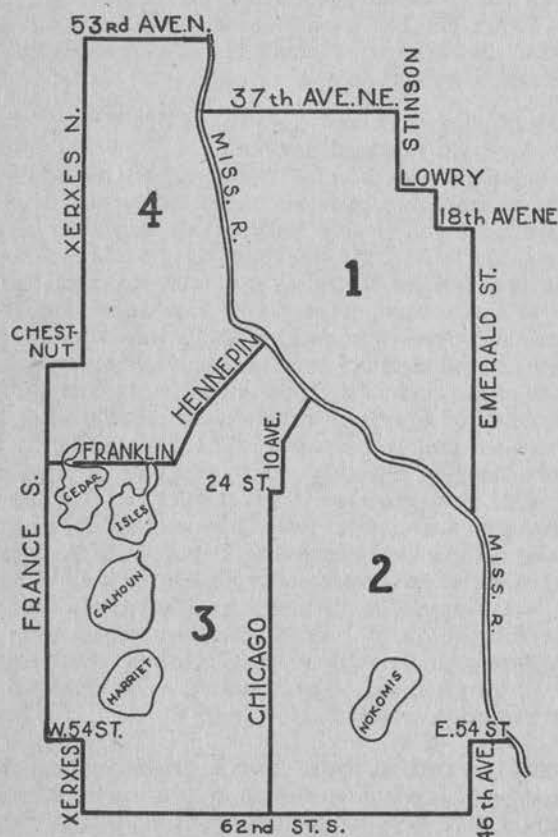 53RD AVE.N.
37th AVE.N.E.
STINSON
XERXES N.
MISS. R.
LOWRY
4
18th AVE.NE
1
EMERALD ST.
CHEST-
NUT
HENNEPIN
FRANKLIN
10 AVE.
CEDAR
24 ST.
ISLES
FRANCE S.
MISS. R.
CALHOUN
2
3
HARRIET
CHICAGO
NOKOMIS
W. 54 ST.
E. 54 ST.
XERXES
46th AVE.
62nd ST. S.